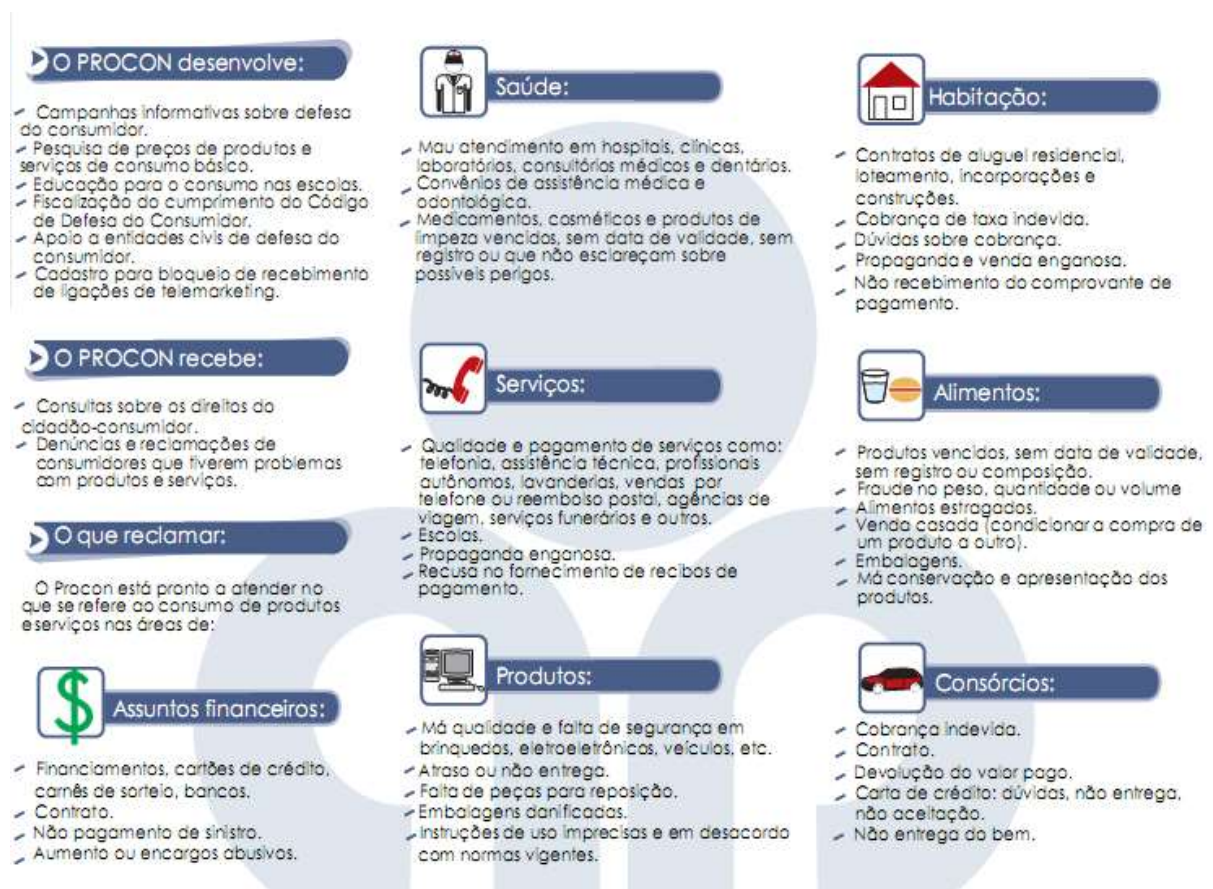 O PROCON desenvolve:
Campanhas informativas sobre defesa
do consumidor.
Pesquisa de preços de produtos e
serviços de consumo básico.
Educação para o consumo nas escolas.
Fiscalização do cumprimento do Código
de Defesa do Consumidor.
Apoio a entidades civis de defesa do
consumidor.
Cadastro para bloqueio de recebimento
de ligações de telemarketing.
O PROCON recebe:
Consultas sobre os direitos do
cidadão-consumidor.
Denúncias e reclamações de
consumidores que tiverem problemas
com produtos e serviços.
O que reclamar:
O Procon está pronto a atender no
que se refere ao consumo de produtos
e serviços nas áreas de:
Assuntos financeiros:
Financiamentos, cartões de crédito,
carnês de sorteio, bancos.
Contrato.
Não pagamento de sinistro.
Aumento ou encargos abusivos.
Saúde:
Mau atendimento em hospitais, clínicas,
laboratórios, consultórios médicos e dentários.
Convênios de assistência médica e
odontológica.
Medicamentos, cosméticos e produtos de
limpeza vencidos, sem data de validade, sem
registro ou que não esclareçam sobre
possíveis perigos.
Serviços:
Qualidade e pagamento de serviços como:
telefonia, assistência técnica, profissionais
autônomos, lavanderias, vendas por
telefone ou reembolso postal, agências de
viagem, serviços funerários e outros.
Escolas.
Propaganda enganosa.
Recusa no fornecimento de recibos de
pagamento.
Produtos:
Má qualidade e falta de segurança em
brinquedos, eletroeletrônicos, veículos, etc.
Atraso ou não entrega.
Falta de peças para reposição.
Embalagens danificadas.
Instruções de uso imprecisas e em desacordo
com normas vigentes.
Habitação:
Contratos de aluguel residencial,
loteamento, incorporações e
construções.
Cobrança de taxa indevida.
Dúvidas sobre cobrança.
Propaganda e venda enganosa.
Não recebimento do comprovante de
pagamento.
Alimentos:
Produtos vencidos, sem data de validade,
sem registro ou composição.
Fraude no peso, quantidade ou volume
Alimentos estragados.
Venda casada (condicionar a compra de
um produto a outro).
Embalagens.
Má conservação e apresentação dos
produtos.
Consórcios:
Cobrança indevida.
Contrato.
Devolução do valor pago.
Carta de crédito: dúvidas, não entrega,
não aceitação.
Não entrega do bem.